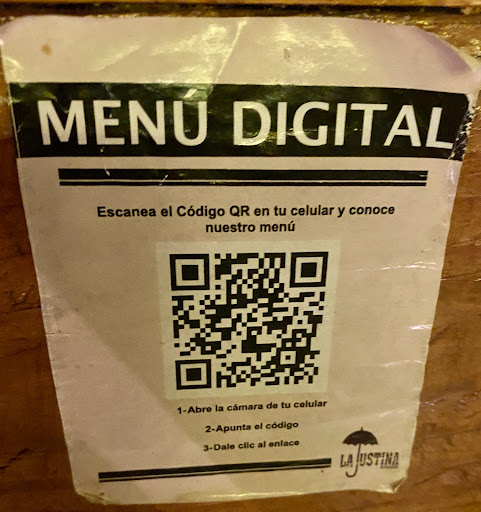 MENU DIGITAL
Escanea el Código QR en tu celular y conoce
nuestro menú
1-Abre la cámara de tu celular
2-Apunta el código
3-Dale clic al enlace
LA JUSTINA